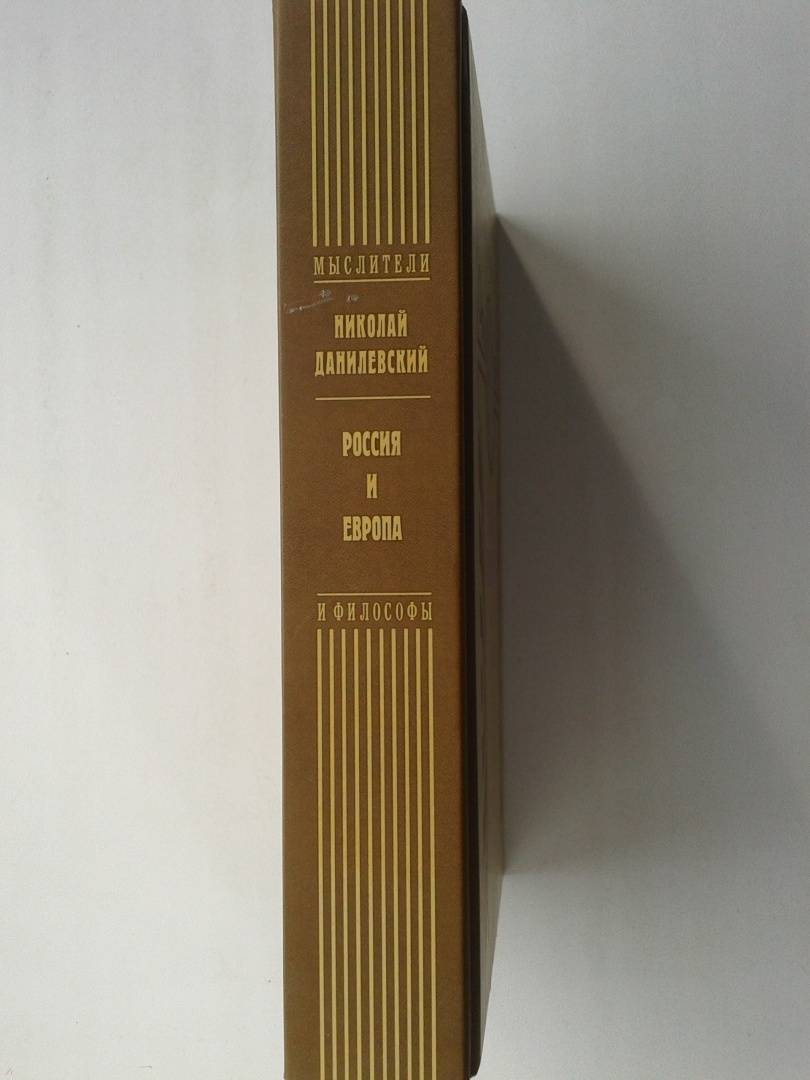 МЫСЛИТЕЛИ
НИКОЛАЙ
ДАНИЛЕВСКИЙ
РОССИЯ
И
ЕВРОПА
И ФИЛОСОФЫ